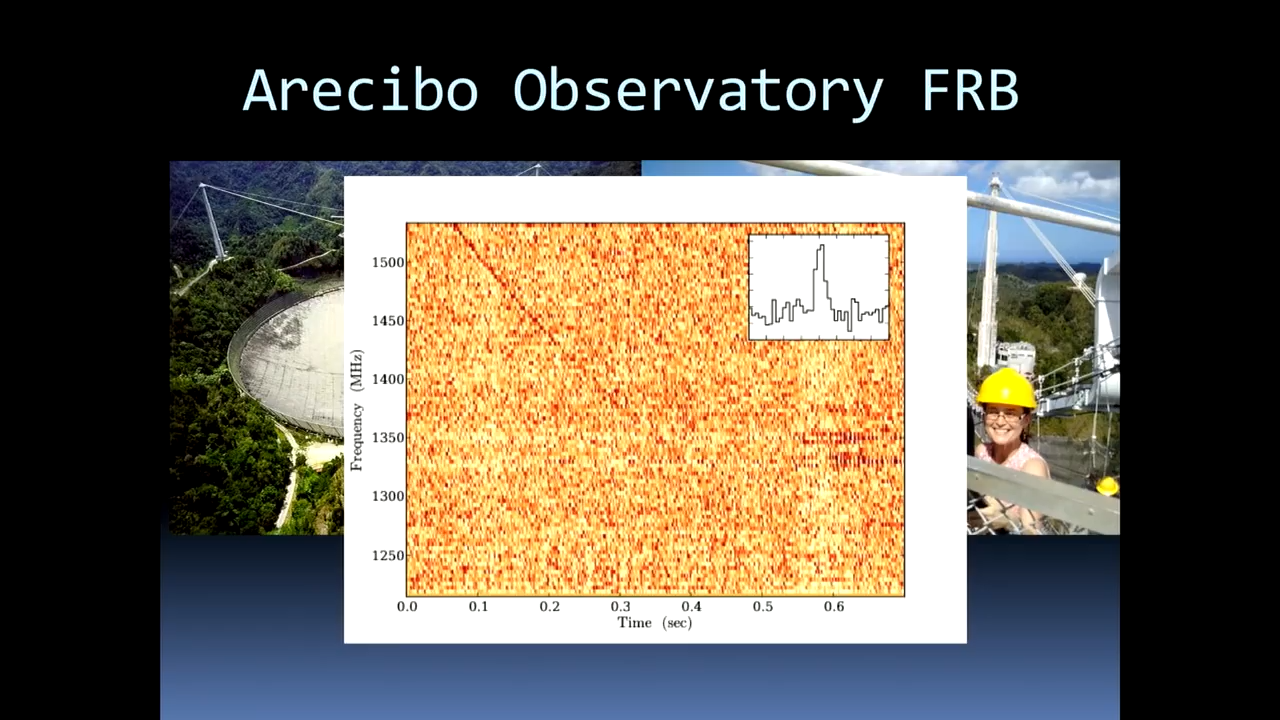 Arecibo Observatory FRB
1500
1450
1400
1350
1300
1250
Frequency (MHz)
0.0 0.1 0.2 0.3 0.4 0.5 0.6
Time (sec)